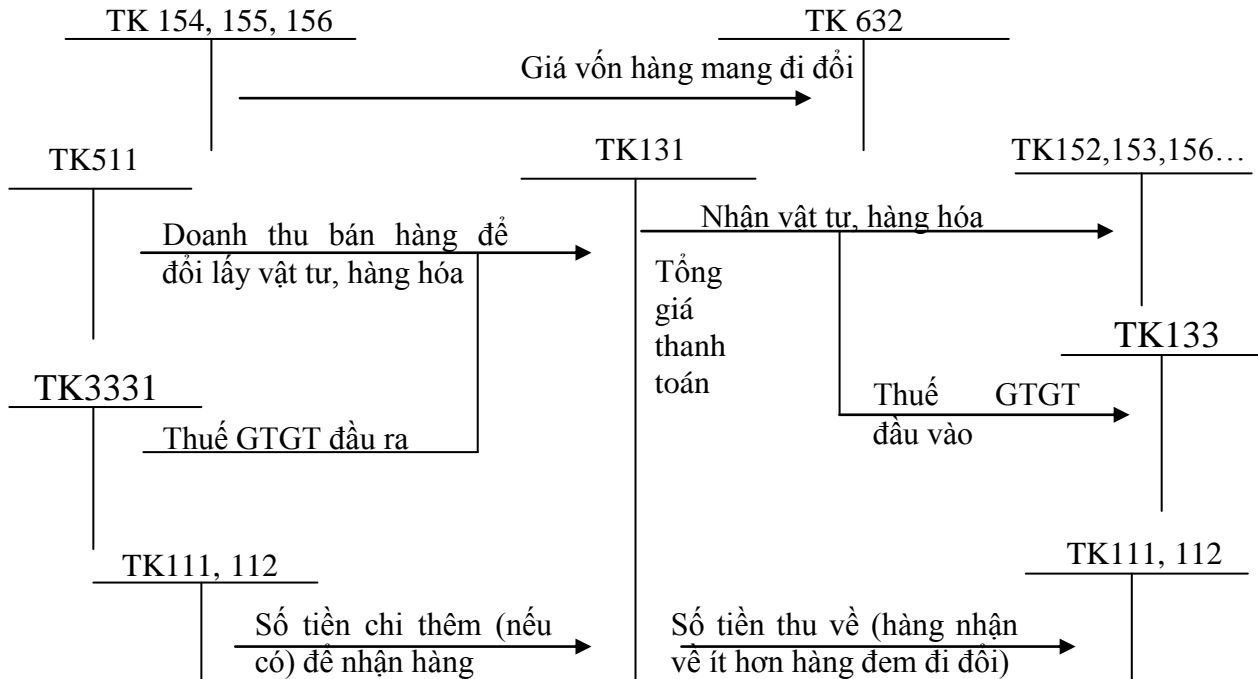 TK 154, 155, 156
TK 632
Giá vốn hàng mang đi đổi
TK511
TK131
TK152,153,156…
Doanh thu bán hàng để
đổi lấy vật tư, hàng hóa
Nhận vật tư, hàng hóa
Tổng
giá
thanh
toán
TK133
TK3331
Thuế GTGT
đầu vào
Thuế GTGT đầu ra
TK111, 112
TK111, 112
Số tiền chi thêm (nếu
có) để nhận hàng
Số tiền thu về (hàng nhận
về ít hơn hàng đem đi đổi)